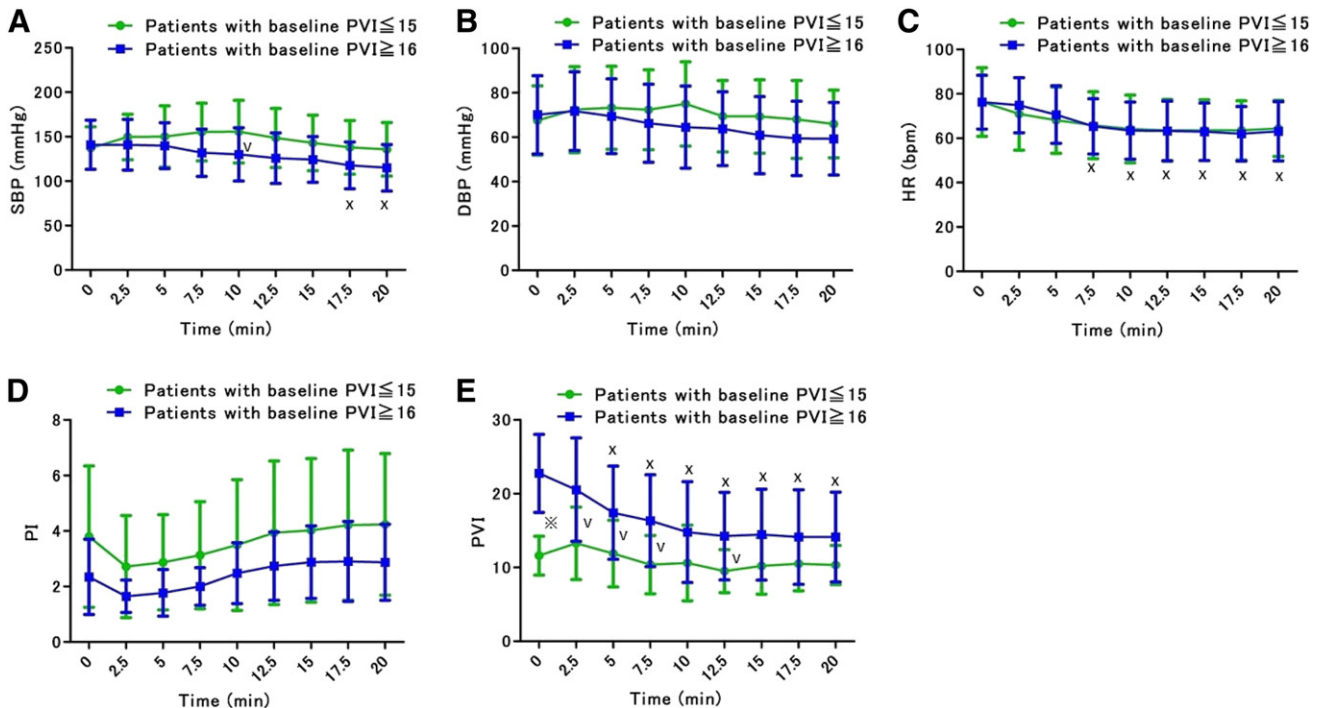 A
Patients with baseline PVI≦15
Patients with baseline PVI≧16
250
200
150
100
50
0
SBP (mmHg)
v
x x
0 2.5 5 7.5 10 12.5 15 17.5 20
Time (min)
B
Patients with baseline PVI≦15
Patients with baseline PVI≧16
100
80
60
40
20
0
DBP (mmHg)
0 2.5 5 7.5 10 12.5 15 17.5 20
Time (min)
C
Patients with baseline PVI≦15
Patients with baseline PVI≧16
100
80
60
40
20
0
HR (bpm)
x x x x x x
0 2.5 5 7.5 10 12.5 15 17.5 20
Time (min)
D
Patients with baseline PVI≦15
Patients with baseline PVI≧16
8
6
4
2
0
PI
0 2.5 5 7.5 10 12.5 15 17.5 20
Time (min)
E
Patients with baseline PVI≦15
Patients with baseline PVI≧16
30
20
10
0
PVI
x x x x x x x
※ v v v v
0 2.5 5 7.5 10 12.5 15 17.5 20
Time (min)